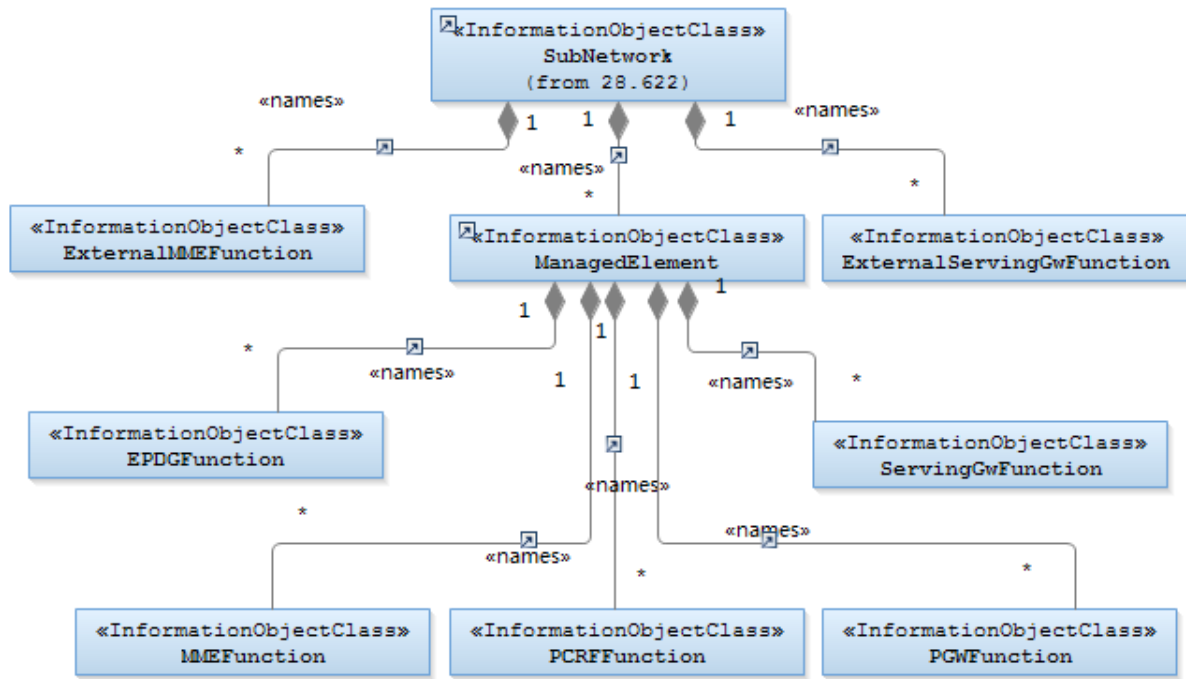 «InformationObjectClass»
SubNetwork
(from 28.622)
«names»
1
1
1
«names»
*
«names»
*
*
«InformationObjectClass»
ExternalMMEFunction
«InformationObjectClass»
ManagedElement
«InformationObjectClass»
ExternalServingGwFunction
1
1
1
*
«names»
1
1
«names»
*
«InformationObjectClass»
EPDGFunction
«InformationObjectClass»
ServingGwFunction
«names»
*
«names»
«names»
*
*
«InformationObjectClass»
MMEFunction
«InformationObjectClass»
PCRFFunction
«InformationObjectClass»
PGWFunction